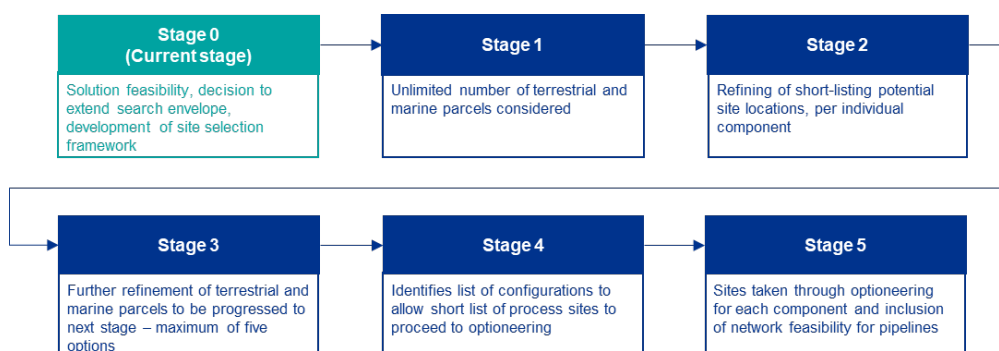 Stage 0
(Current stage)
Solution feasibility, decision to
extend search envelope,
development of site selection
framework
Stage 1
Unlimited number of terrestrial and
marine parcels considered
Stage 2
Refining of short-listing potential
site locations, per individual
component
Stage 3
Further refinement of terrestrial and
marine parcels to be progressed to
next stage – maximum of five
options
Stage 4
Identifies list of configurations to
allow short list of process sites to
proceed to optioneering
Stage 5
Sites taken through optioneering
for each component and inclusion
of network feasibility for pipelines